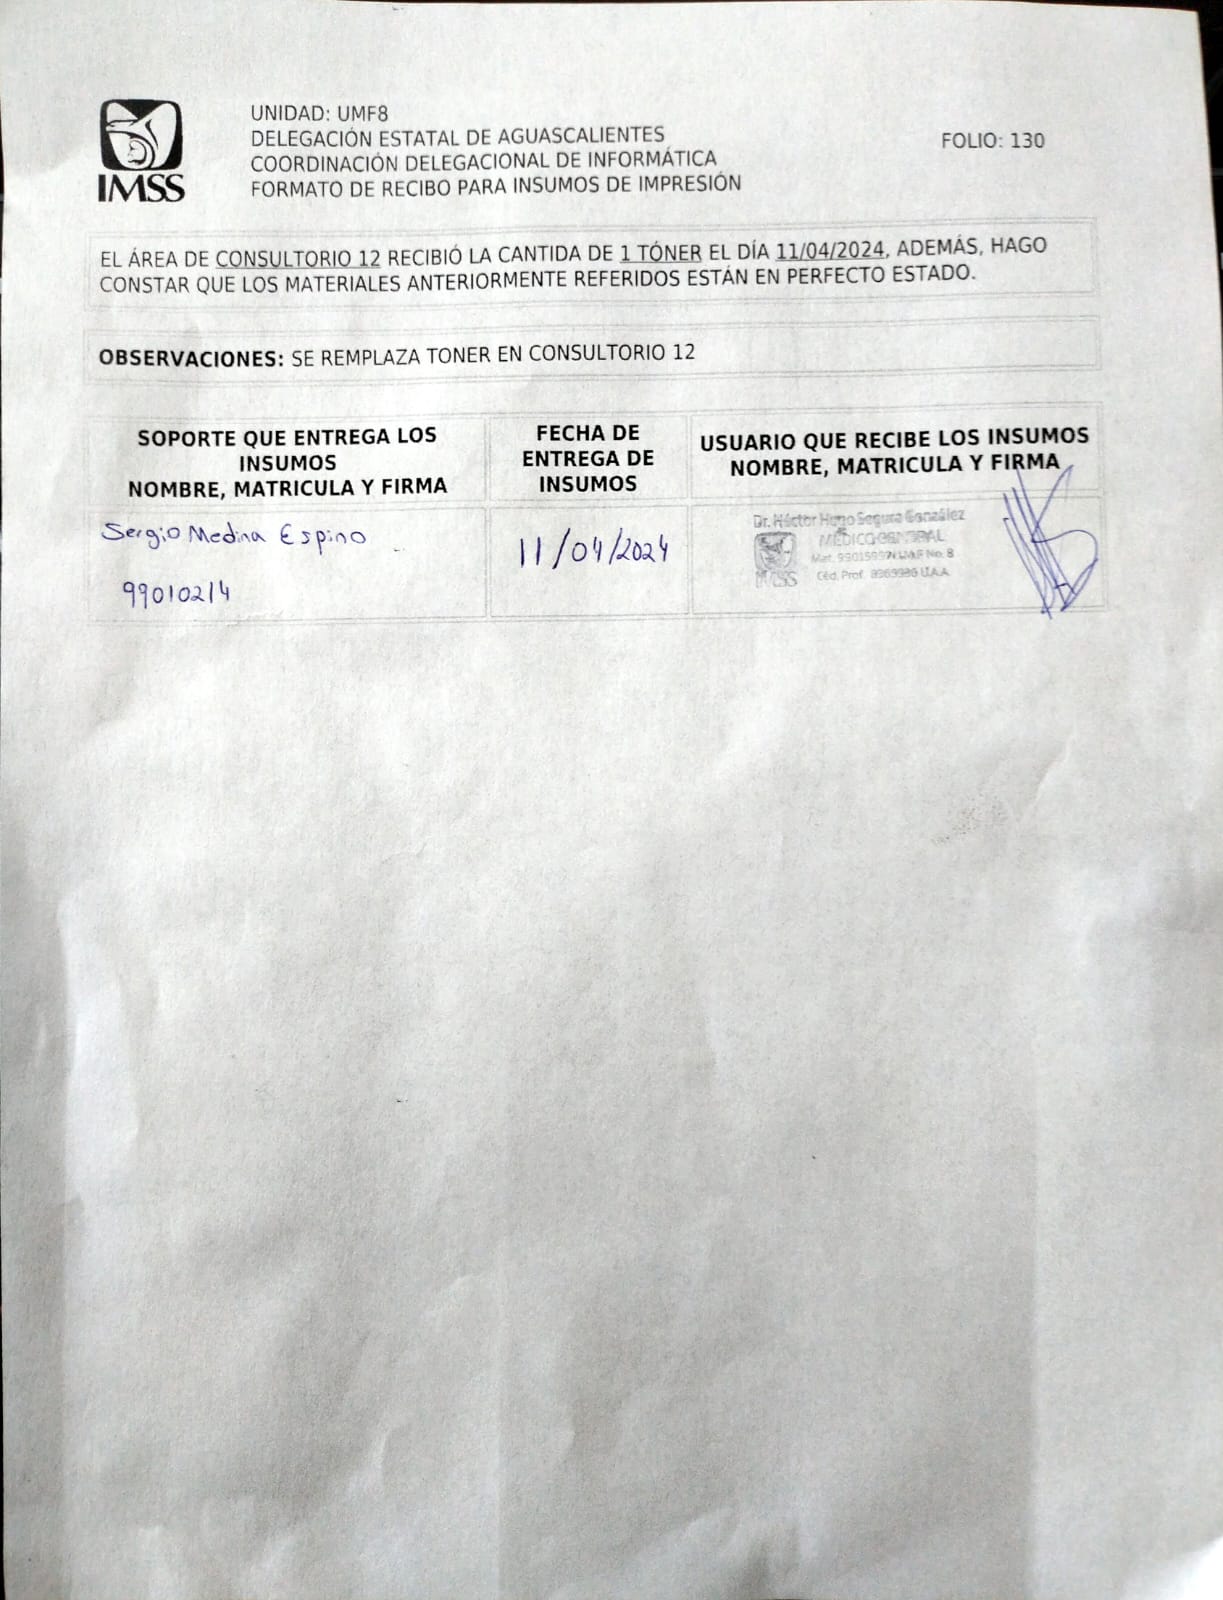 IMSS
UNIDAD: UMF8
DELEGACIÓN ESTATAL DE AGUASCALIENTES
COORDINACIÓN DELEGACIONAL DE INFORMÁTICA
FORMATO DE RECIBO PARA INSUMOS DE IMPRESIÓN
FOLIO: 130
EL ÁREA DE CONSULTORIO 12 RECIBIÓ LA CANTIDA DE 1 TÓNER EL DÍA 11/04/2024, ADEMÁS, HAGO
CONSTAR QUE LOS MATERIALES ANTERIORMENTE REFERIDOS ESTÁN EN PERFECTO ESTADO.
OBSERVACIONES: SE REMPLAZA TONER EN CONSULTORIO 12
SOPORTE QUE ENTREGA LOS
INSUMOS
NOMBRE, MATRICULA Y FIRMA
FECHA DE
ENTREGA DE
INSUMOS
USUARIO QUE RECIBE LOS INSUMOS
NOMBRE, MATRICULA Y FIRMA
Sergio Medina Espino
99010214
11/04/2024
Dr. Héctor Hugo Segura González
MÉDICO GENERAL
Mat. UMF No. 8
IMSS
Céd. Prof. U.A.A.